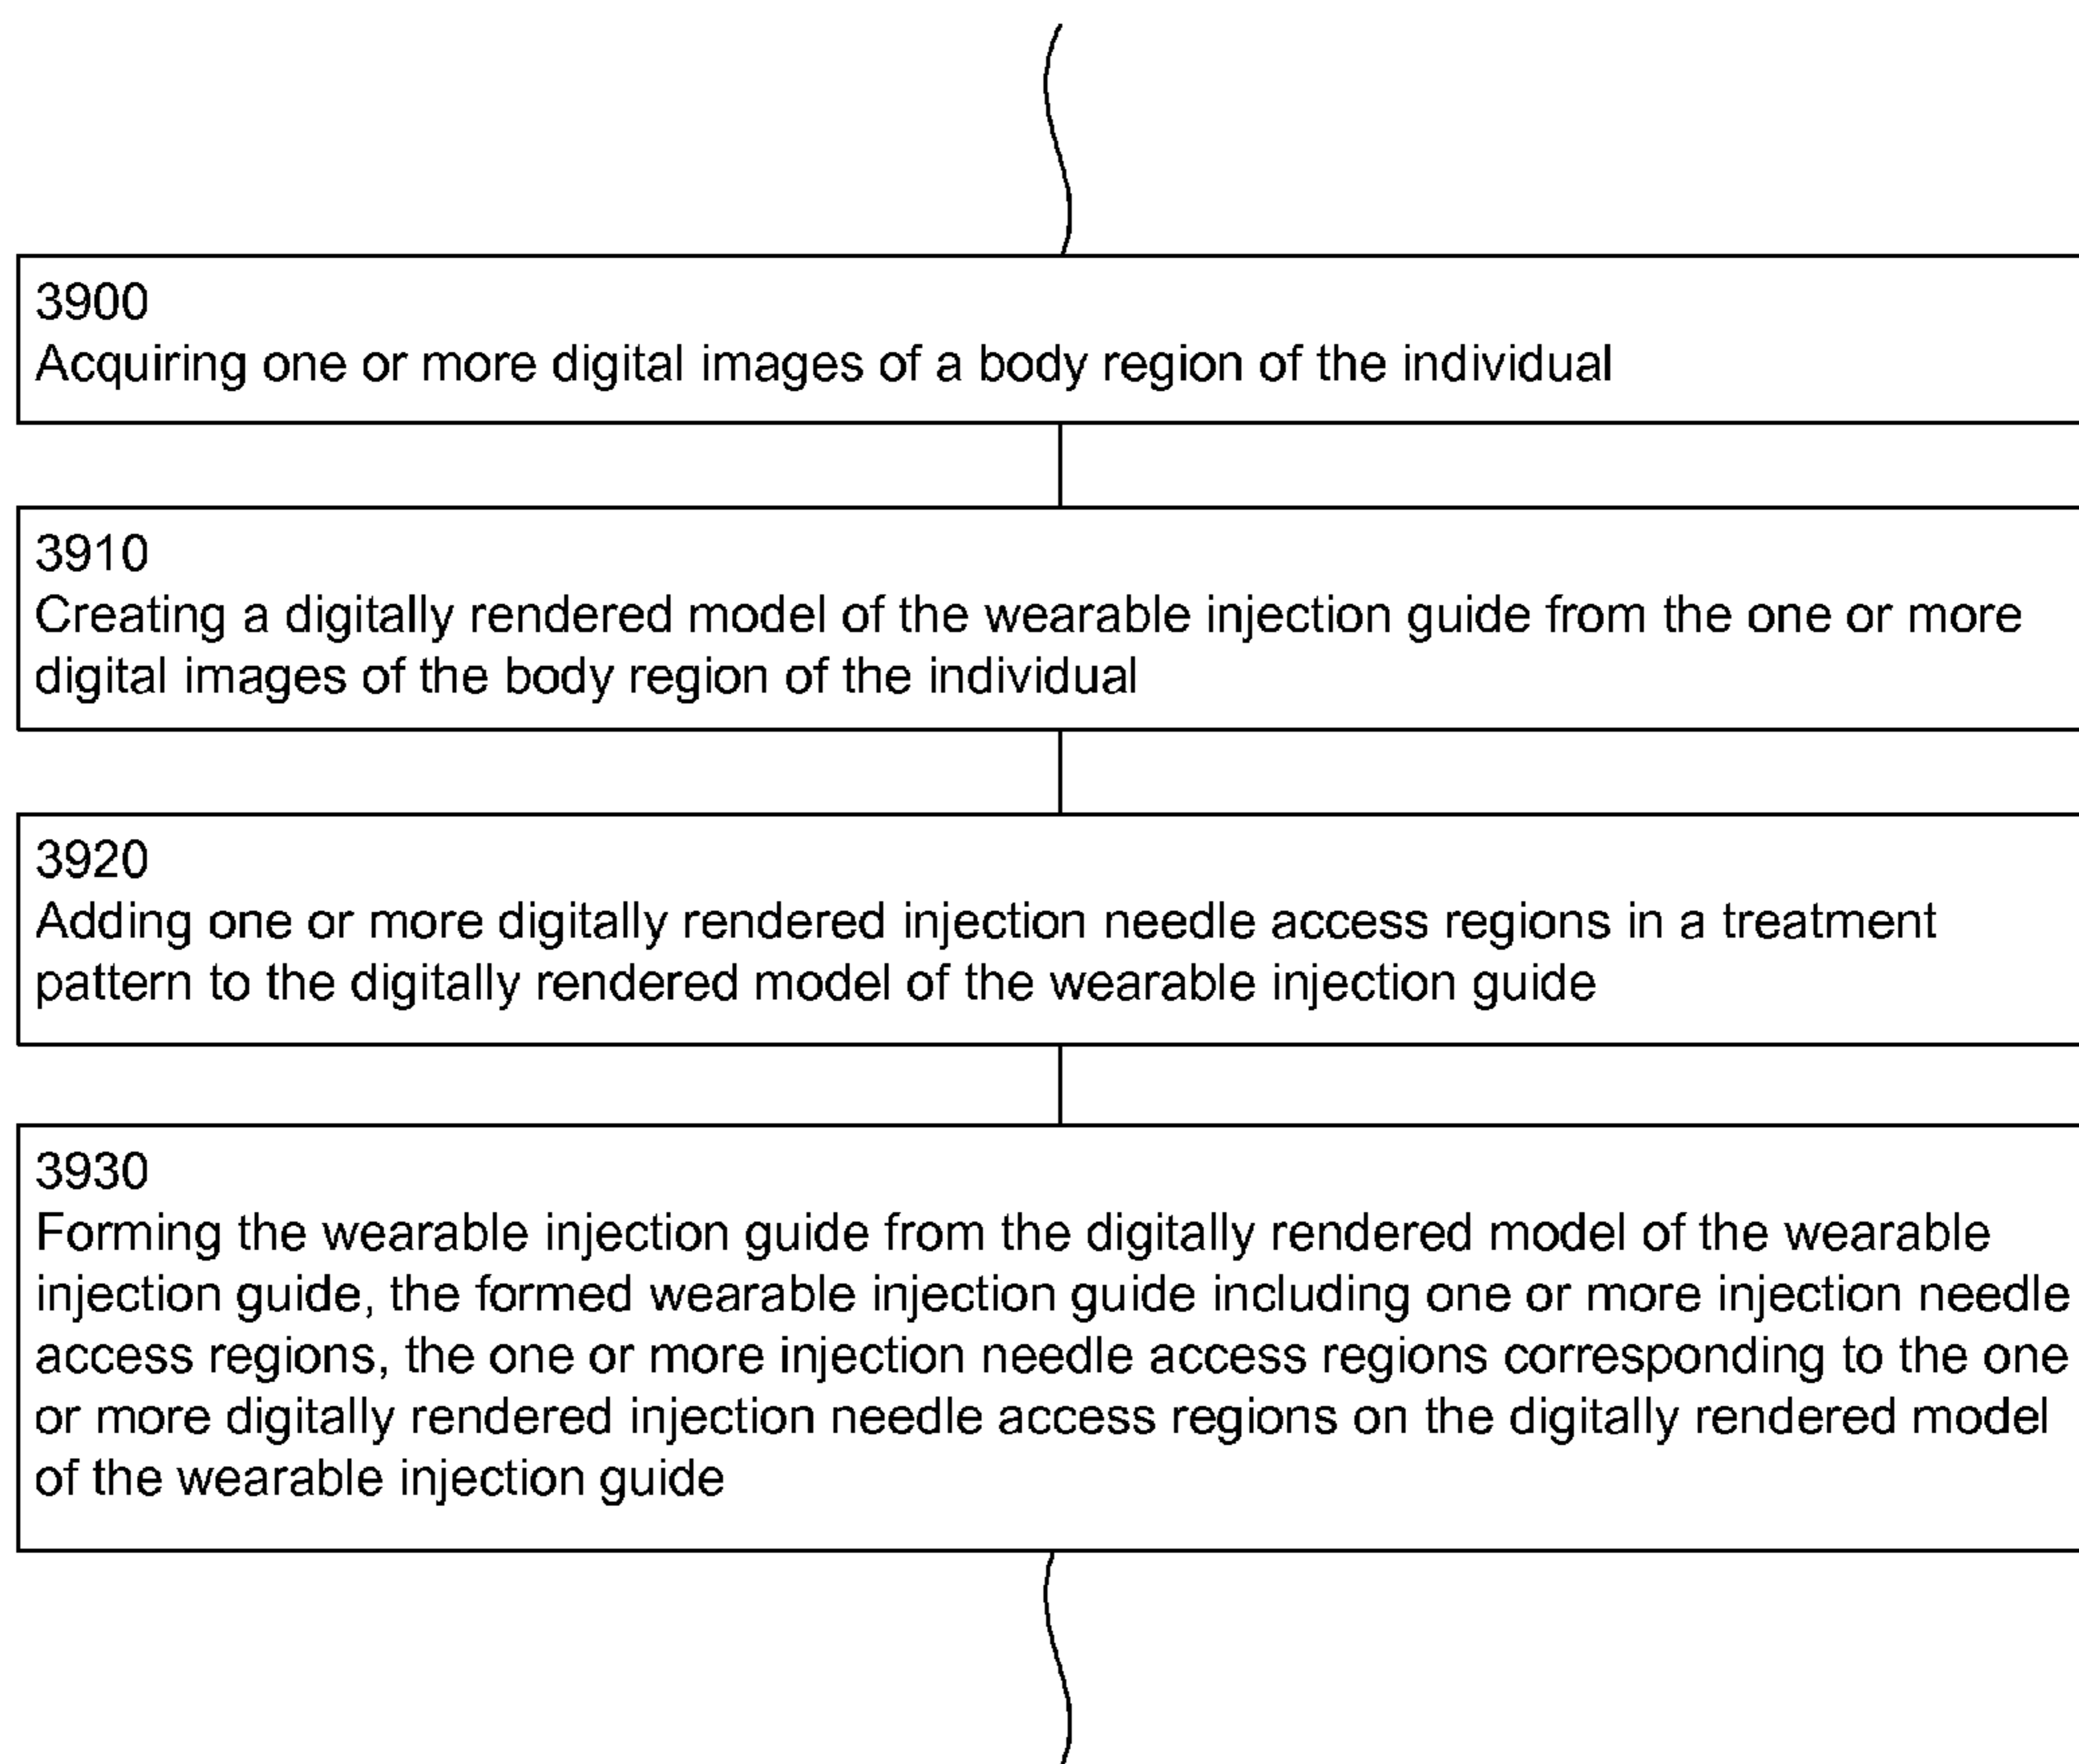 3900
Acquiring one or more digital images of a body region of the individual
3910
Creating a digitally rendered model of the wearable injection guide from the one or more
digital images of the body region of the individual
3920
Adding one or more digitally rendered injection needle access regions in a treatment
pattern to the digitally rendered model of the wearable injection guide
3930
Forming the wearable injection guide from the digitally rendered model of the wearable
injection guide, the formed wearable injection guide including one or more injection needle
access regions, the one or more injection needle access regions corresponding to the one
or more digitally rendered injection needle access regions on the digitally rendered model
of the wearable injection guide